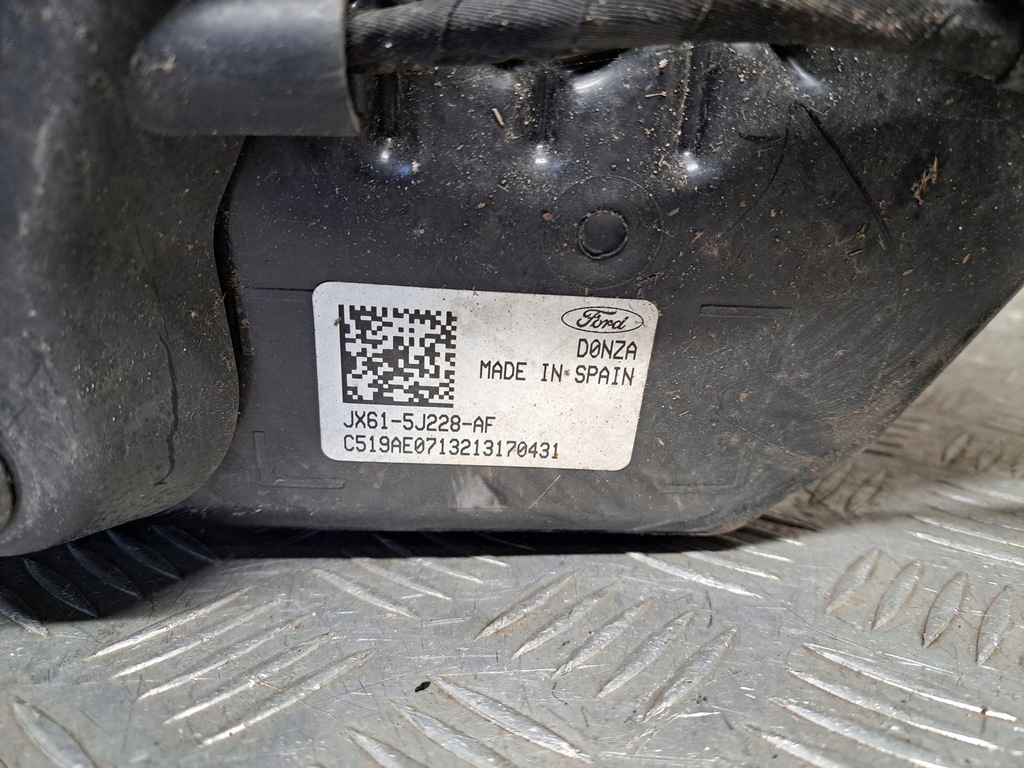 Ford
D0NZA
MADE IN SPAIN
JX61-5J228-AF
C519AE0713213170431